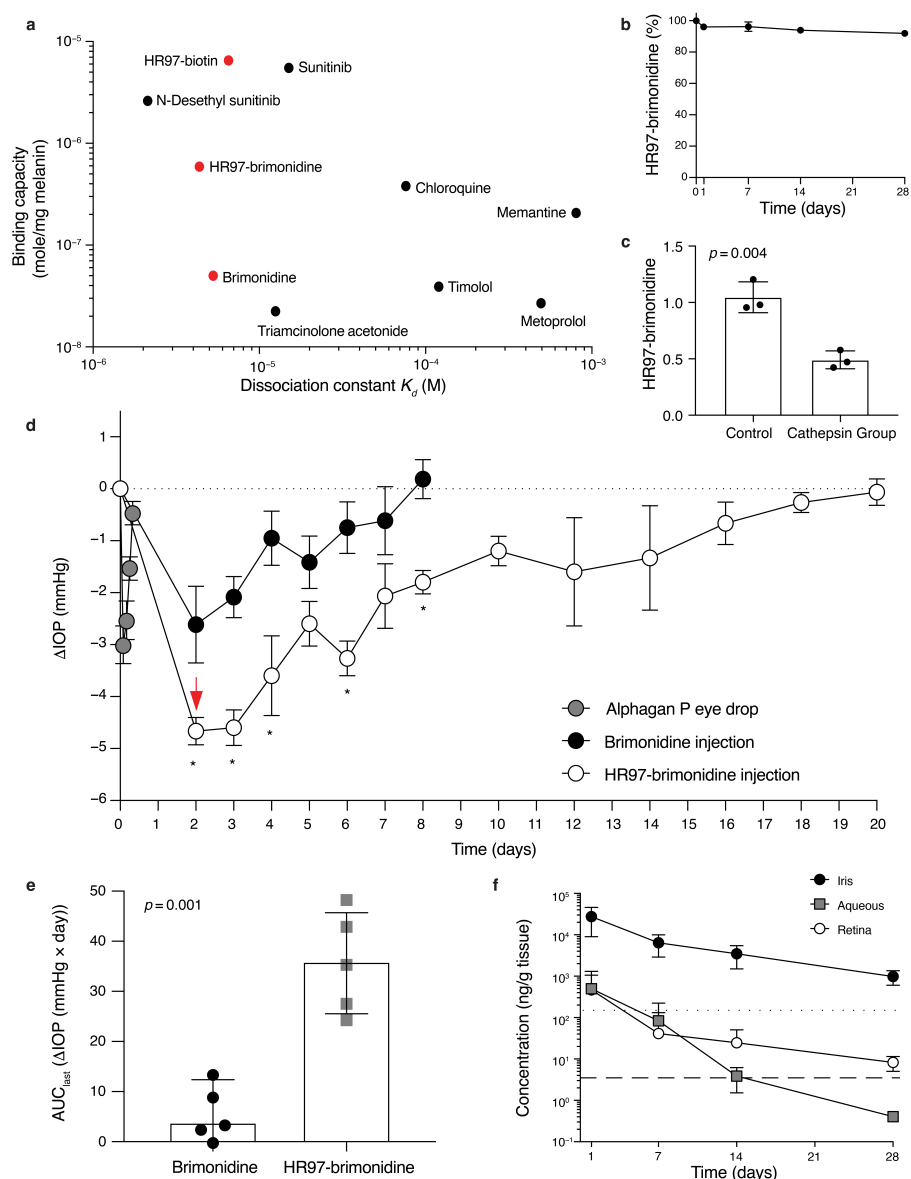 a
10⁻⁵
10⁻⁶
10⁻⁷
10⁻⁸
Binding capacity
(mole/mg melanin)
HR97-biotin
Sunitinib
N-Desethyl sunitinib
HR97-brimonidine
Chloroquine
Memantine
Brimonidine
Timolol
Triamcinolone acetonide
Metoprolol
10⁻⁶
10⁻⁵
10⁻⁴
10⁻³
Dissociation constant K_d (M)
b
HR97-brimonidine (%)
100
80
60
40
20
0
0 1 7 14 21 28
Time (days)
c
HR97-brimonidine
1.5
1.0
0.5
0.0
p = 0.004
Control
Cathepsin Group
d
ΔIOP (mmHg)
1
0
−1
−2
−3
−4
−5
−6
*
*
*
*
*
Alphagan P eye drop
Brimonidine injection
HR97-brimonidine injection
0 1 2 3 4 5 6 7 8 9 10 11 12 13 14 15 16 17 18 19 20
Time (days)
e
AUC_last (ΔIOP (mmHg × day))
50
40
30
20
10
0
p = 0.001
Brimonidine
HR97-brimonidine
f
Iris
Aqueous
Retina
Concentration (ng/g tissue)
10⁵
10⁴
10³
10²
10¹
10⁰
10⁻¹
1 7 14 21 28
Time (days)